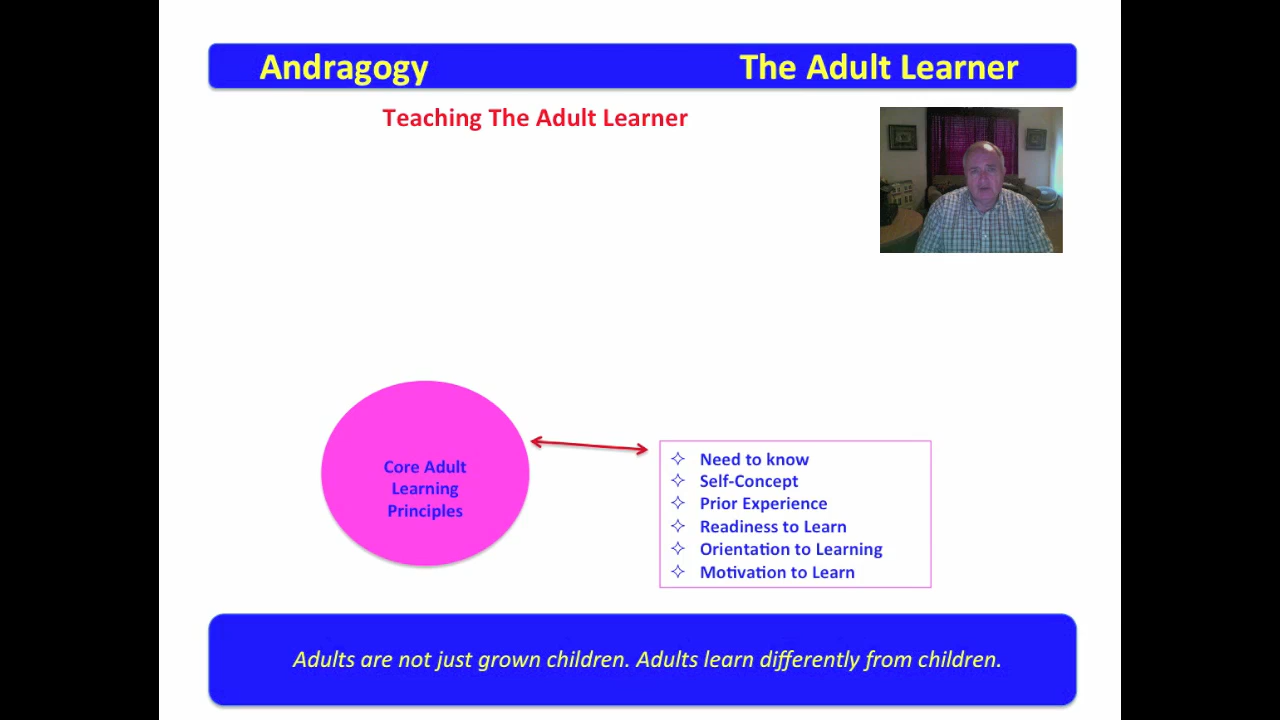 Andragogy The Adult Learner
Teaching The Adult Learner
Core Adult
Learning
Principles
Need to know
Self-Concept
Prior Experience
Readiness to Learn
Orientation to Learning
Motivation to Learn
Adults are not just grown children. Adults learn differently from children.